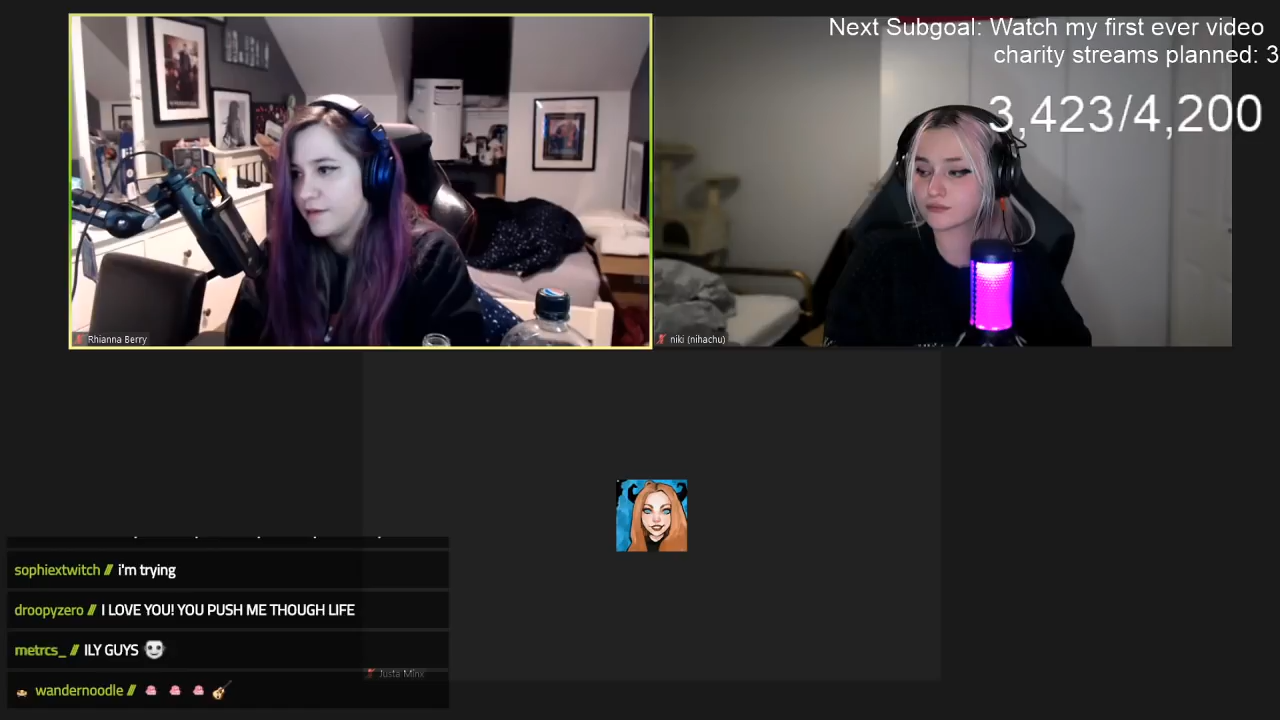 Next Subgoal: Watch my first ever video
charity streams planned: 3
3,423/4,200
Rhianna Berry
niki (nihachu)
sophiextwitch // i'm trying
droopyzero // I LOVE YOU! YOU PUSH ME THOUGH LIFE
metrcs_ // ILY GUYS
Justa Minx
wandernoodle //